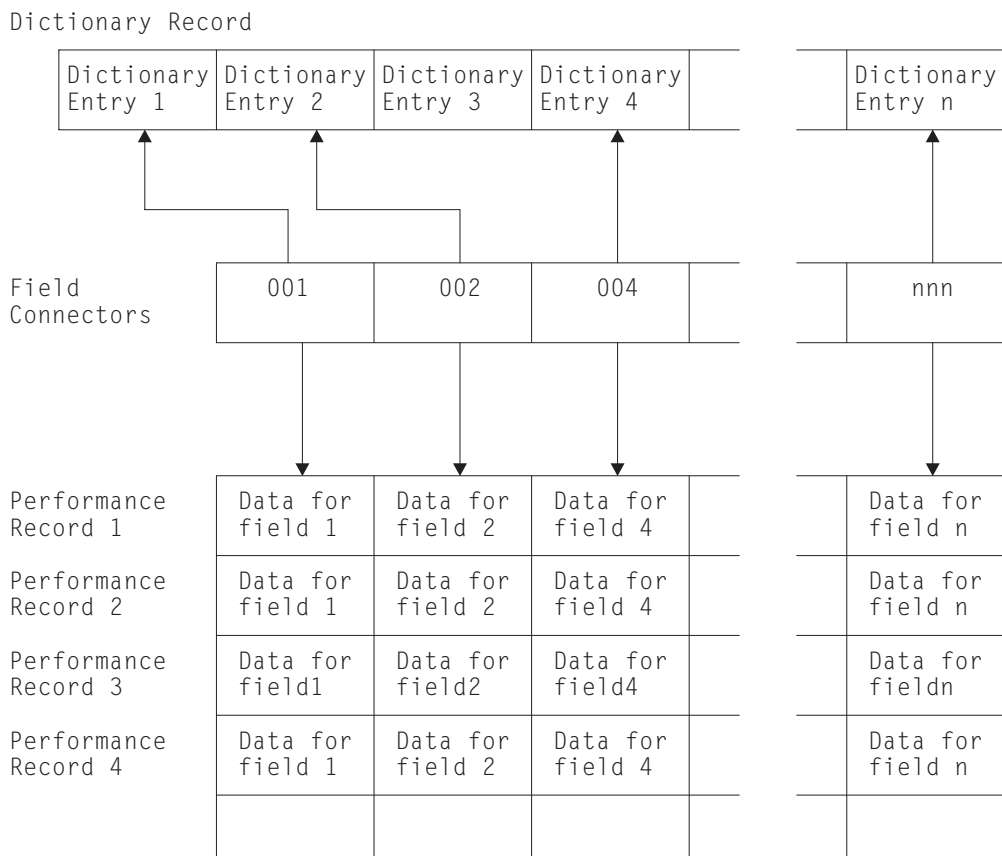 Dictionary Record
Dictionary Dictionary Dictionary Dictionary Dictionary
Entry 1 Entry 2 Entry 3 Entry 4 Entry n
Field 001 002 004 nnn
Connectors
Performance Data for Data for Data for Data for
Record 1 field 1 field 2 field 4 field n
Performance Data for Data for Data for Data for
Record 2 field 1 field 2 field 4 field n
Performance Data for Data for Data for Data for
Record 3 field1 field2 field4 fieldn
Performance Data for Data for Data for Data for
Record 4 field 1 field 2 field 4 field n